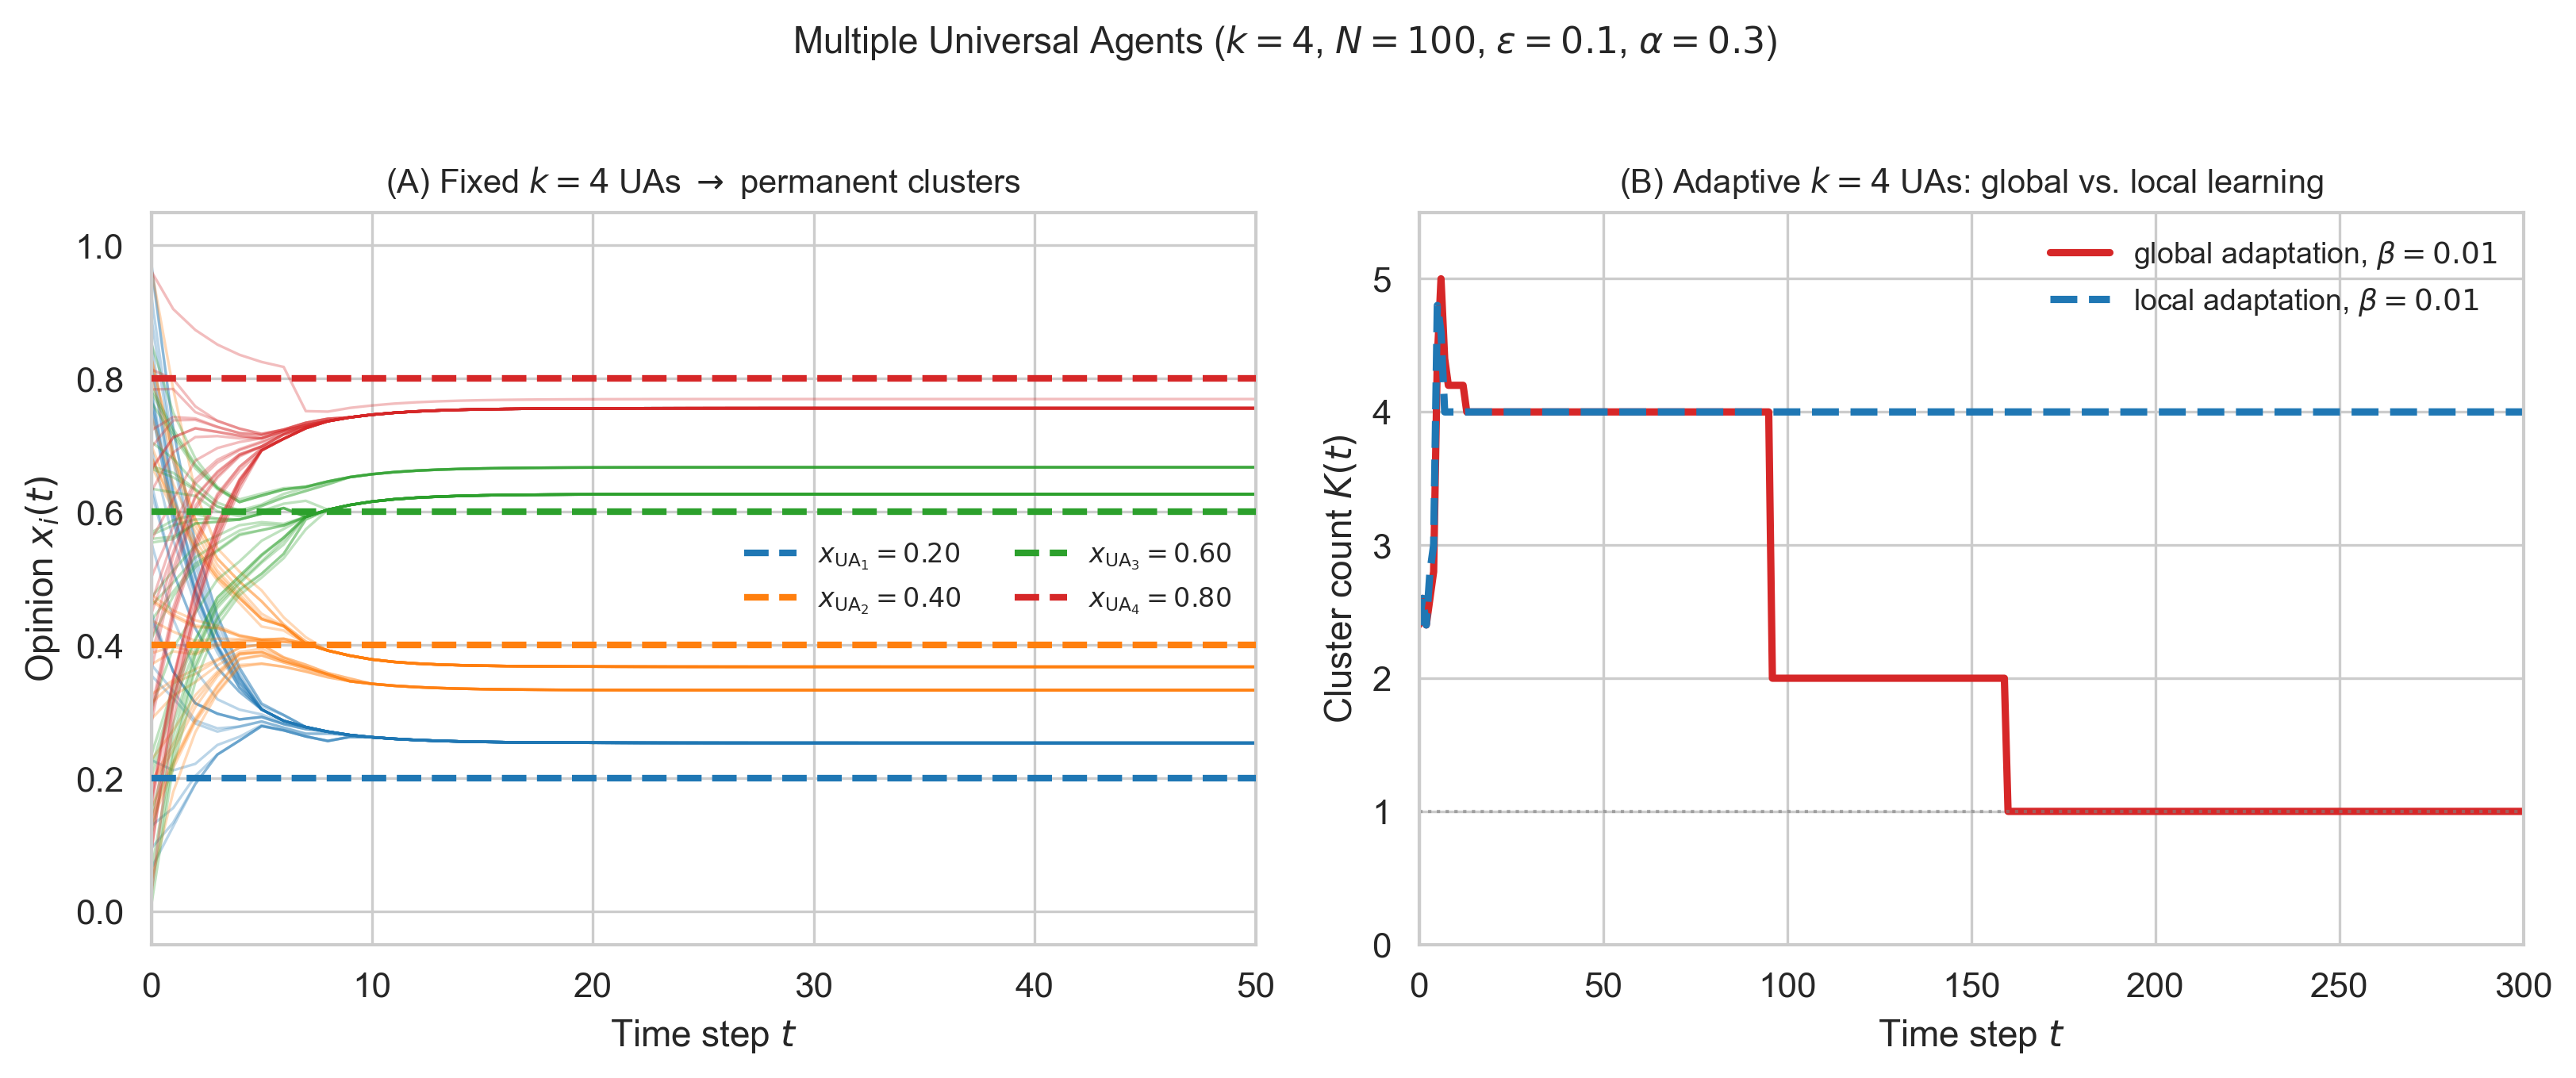 Multiple Universal Agents (k = 4, N = 100, ε = 0.1, α = 0.3)
(A) Fixed k = 4 UAs → permanent clusters
1.0
0.8
0.6
0.4
0.2
0.0
Opinion xᵢ(t)
x_UA₁ = 0.20
x_UA₂ = 0.40
x_UA₃ = 0.60
x_UA₄ = 0.80
0 10 20 30 40 50
Time step t
(B) Adaptive k = 4 UAs: global vs. local learning
5
4
3
2
1
0
Cluster count K(t)
global adaptation, β = 0.01
local adaptation, β = 0.01
0 50 100 150 200 250 300
Time step t